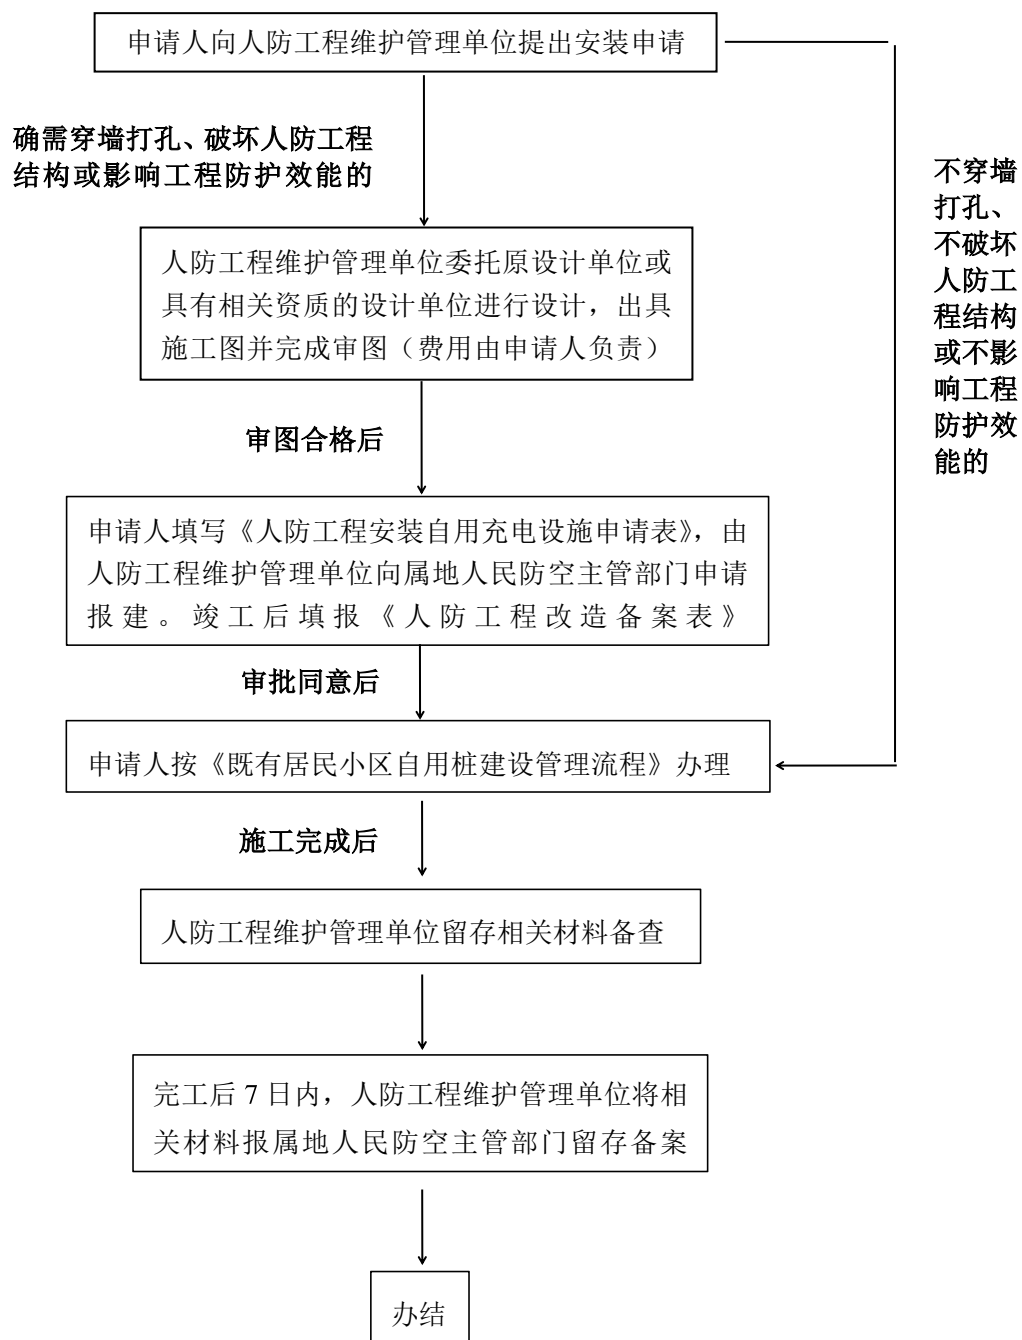 申请人向人防工程维护管理单位提出安装申请
确需穿墙打孔、破坏人防工程
结构或影响工程防护效能的
不穿墙
打孔、
不破坏
人防工
程结构
或不影
响工程
防护效
能的
人防工程维护管理单位委托原设计单位或
具有相关资质的设计单位进行设计，出具
施工图并完成审图（费用由申请人负责）
审图合格后
申请人填写《人防工程安装自用充电设施申请表》，由
人防工程维护管理单位向属地人民防空主管部门申请
报建。竣工后填报《人防工程改造备案表》
审批同意后
申请人按《既有居民小区自用桩建设管理流程》办理
施工完成后
人防工程维护管理单位留存相关材料备查
完工后 7 日内，人防工程维护管理单位将相
关材料报属地人民防空主管部门留存备案
办结